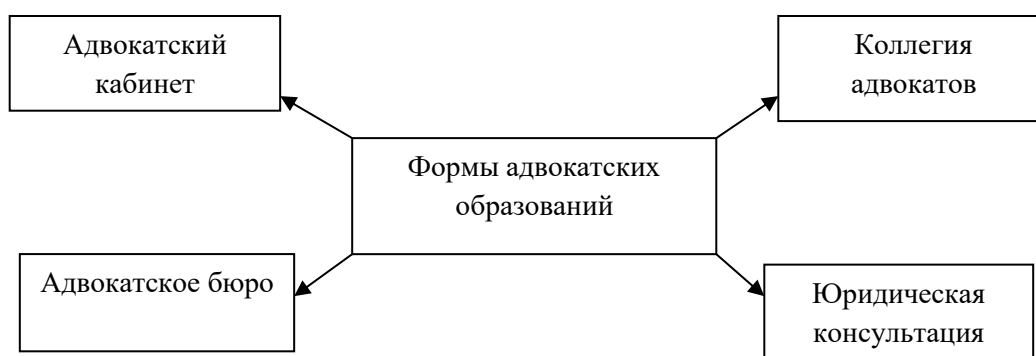 Адвокатский
кабинет
Коллегия
адвокатов
Формы адвокатских
образований
Адвокатское бюро
Юридическая
консультация